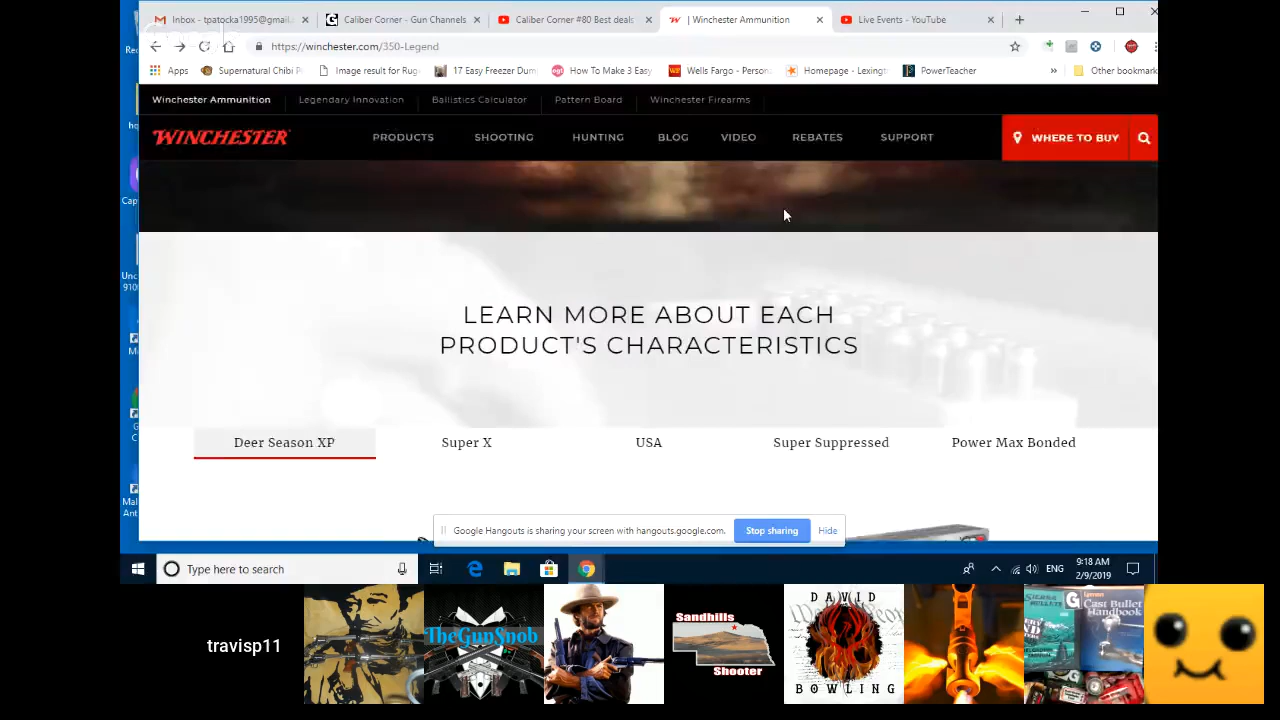 Inbox - tpatocka1995@gmail.
Caliber Corner - Gun Channels
Caliber Corner #80 Best deals
| Winchester Ammunition
Live Events - YouTube
Google
https://winchester.com/350-Legend
Apps
Supernatural Chibi P
Image result for Rug
17 Easy Freezer Dum
How To Make 3 Easy
Wells Fargo - Person
Homepage - Lexingt
PowerTeacher
Other bookmark
Winchester Ammunition
Legendary Innovation
Ballistics Calculator
Pattern Board
Winchester Firearms
WINCHESTER
PRODUCTS
SHOOTING
HUNTING
BLOG
VIDEO
REBATES
SUPPORT
WHERE TO BUY
LEARN MORE ABOUT EACH
PRODUCT'S CHARACTERISTICS
Deer Season XP
Super X
USA
Super Suppressed
Power Max Bonded
Google Hangouts is sharing your screen with hangouts.google.com.
Stop sharing
Hide
Type here to search
ENG
9:18 AM
2/9/2019
travisp11
TheGunSnob
Sandhills
Shooter
DAVID
BOWLING
Lyman
Cast Bullet
Handbook